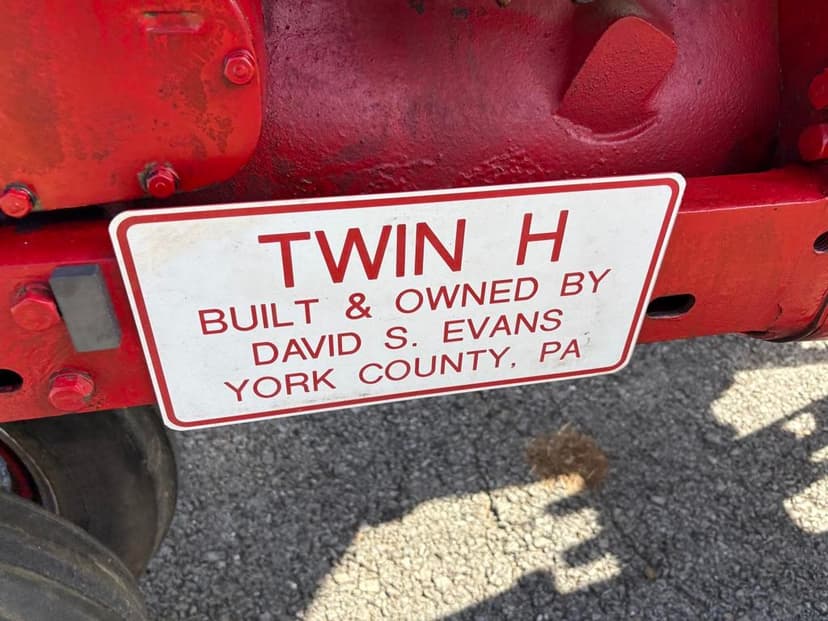 TWIN H
BUILT & OWNED BY
DAVID S. EVANS
YORK COUNTY, PA